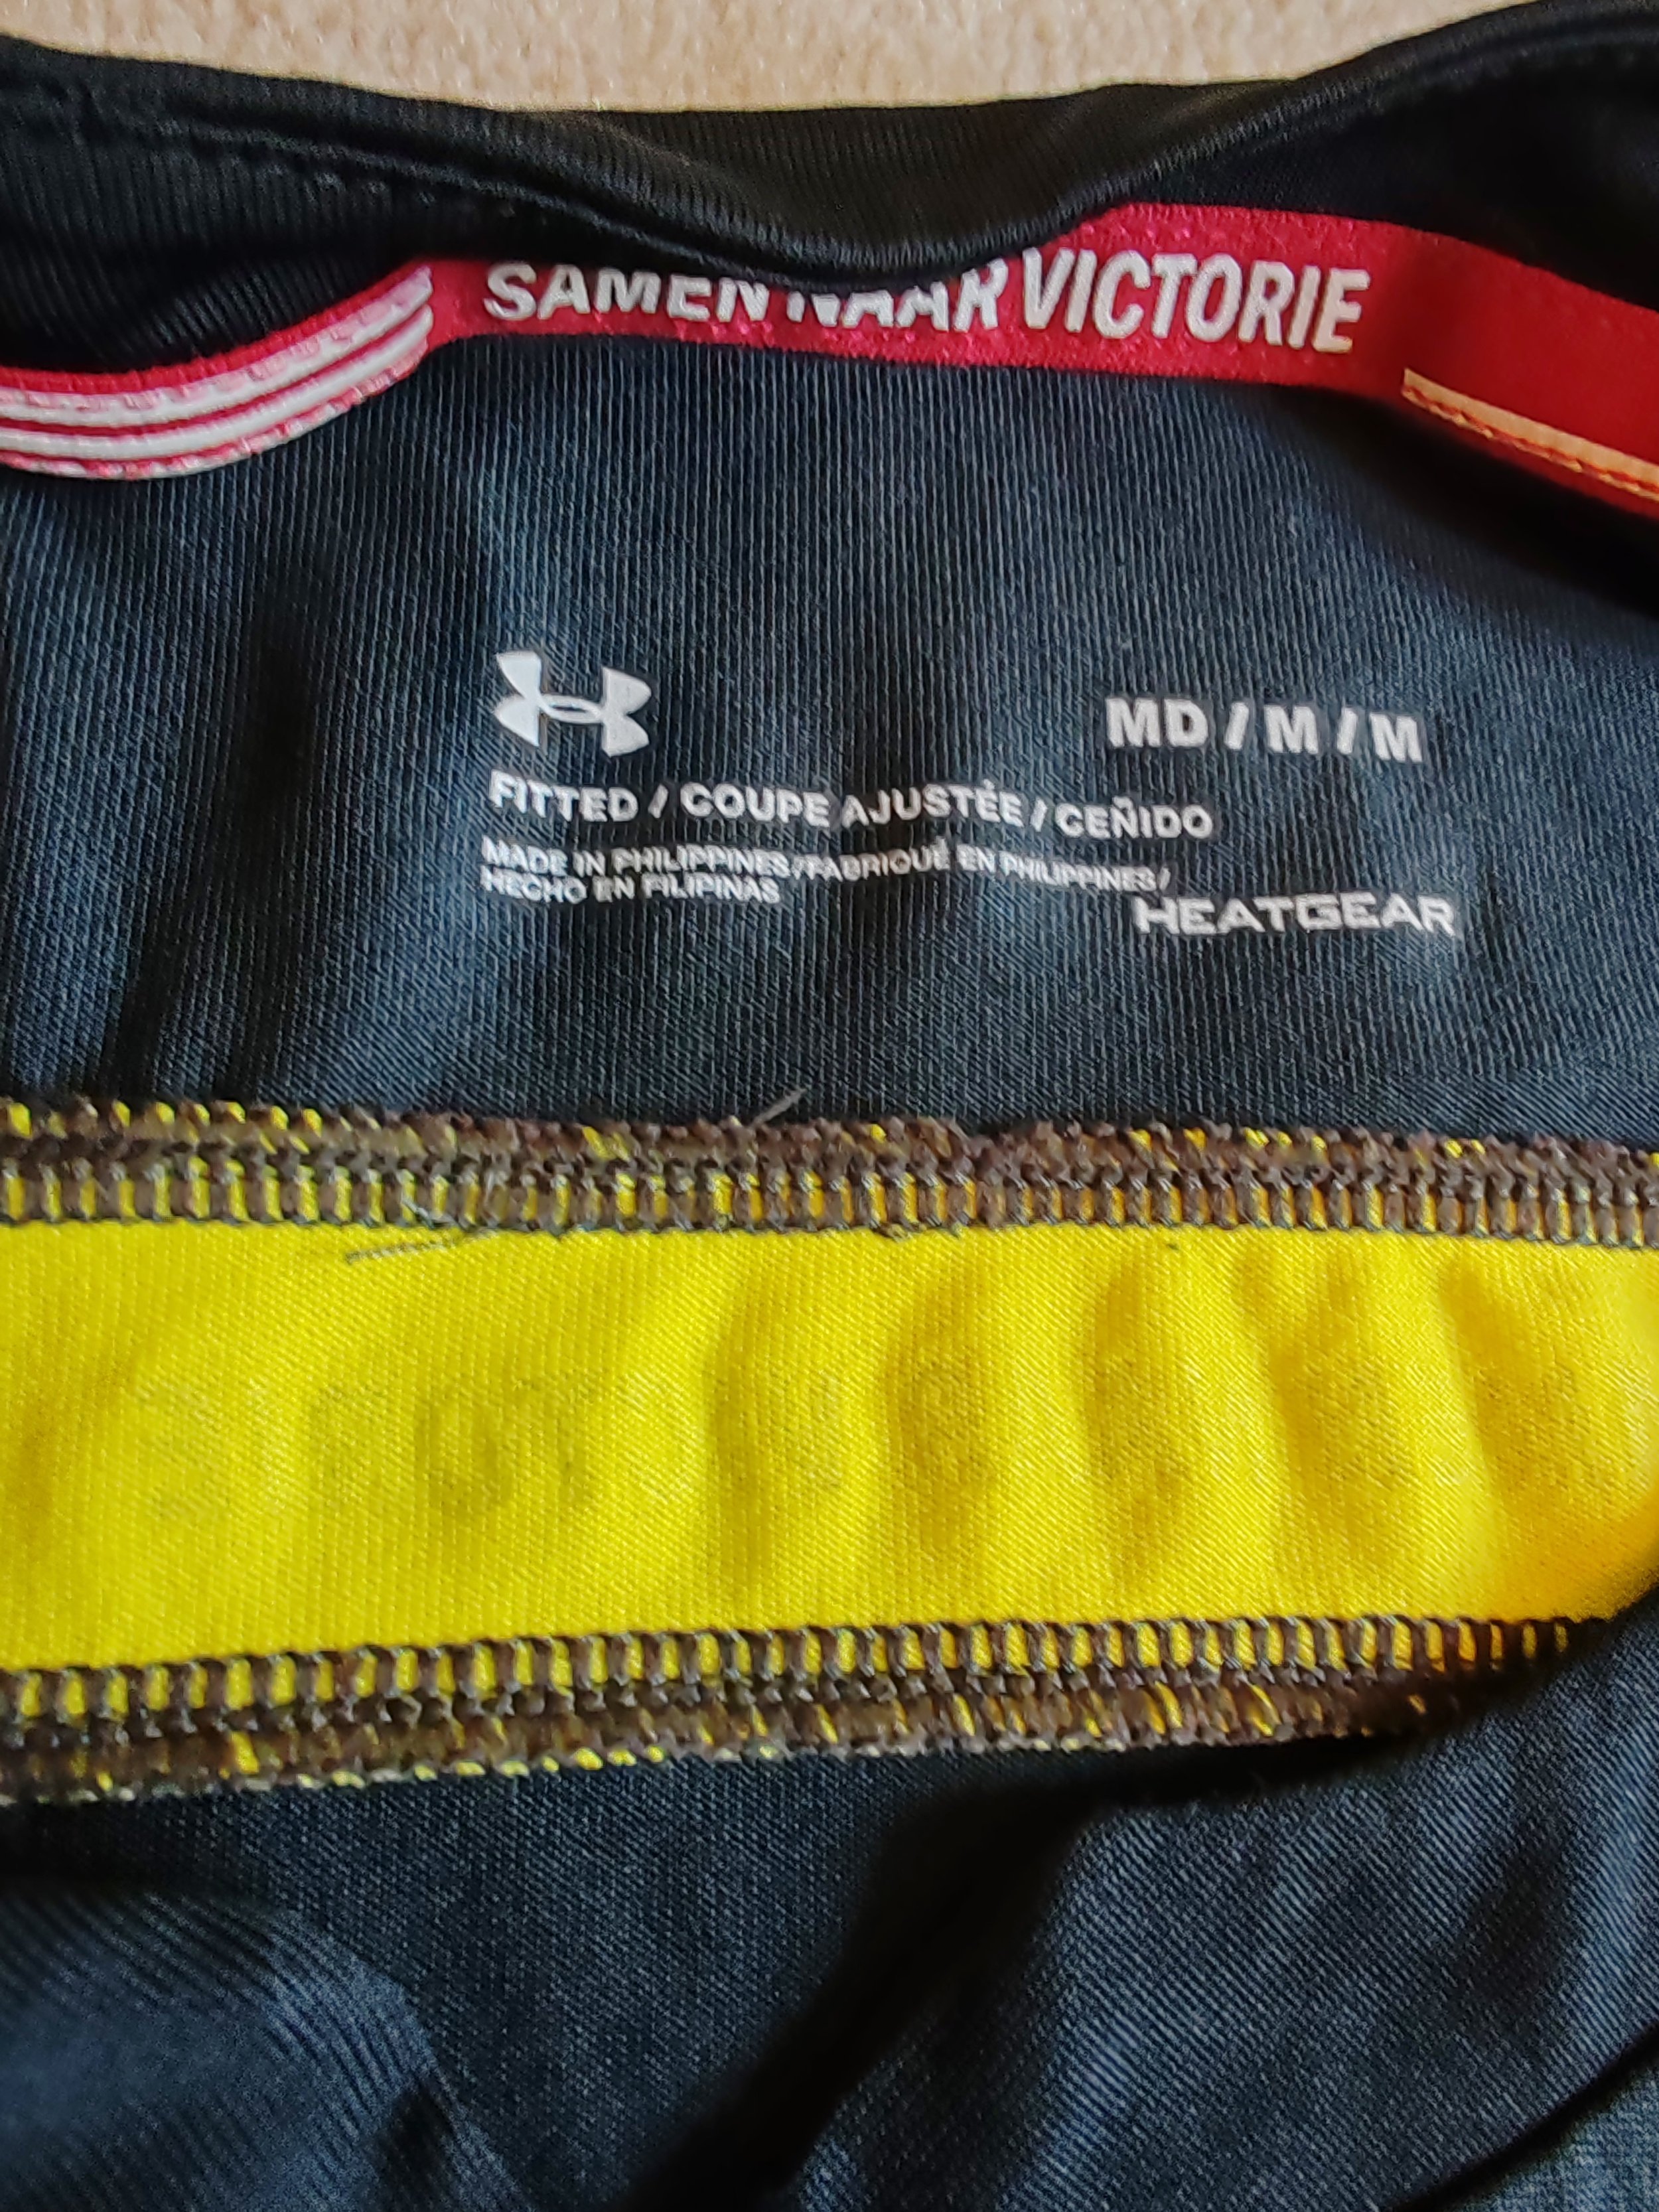 SAMEN NAAR VICTORIE
MD / M / M
FITTED / COUPE AJUSTÉE / CEÑIDO
MADE IN PHILIPPINES/FABRIQUÉ EN PHILIPPINES/
HECHO EN FILIPINAS
HEATGEAR